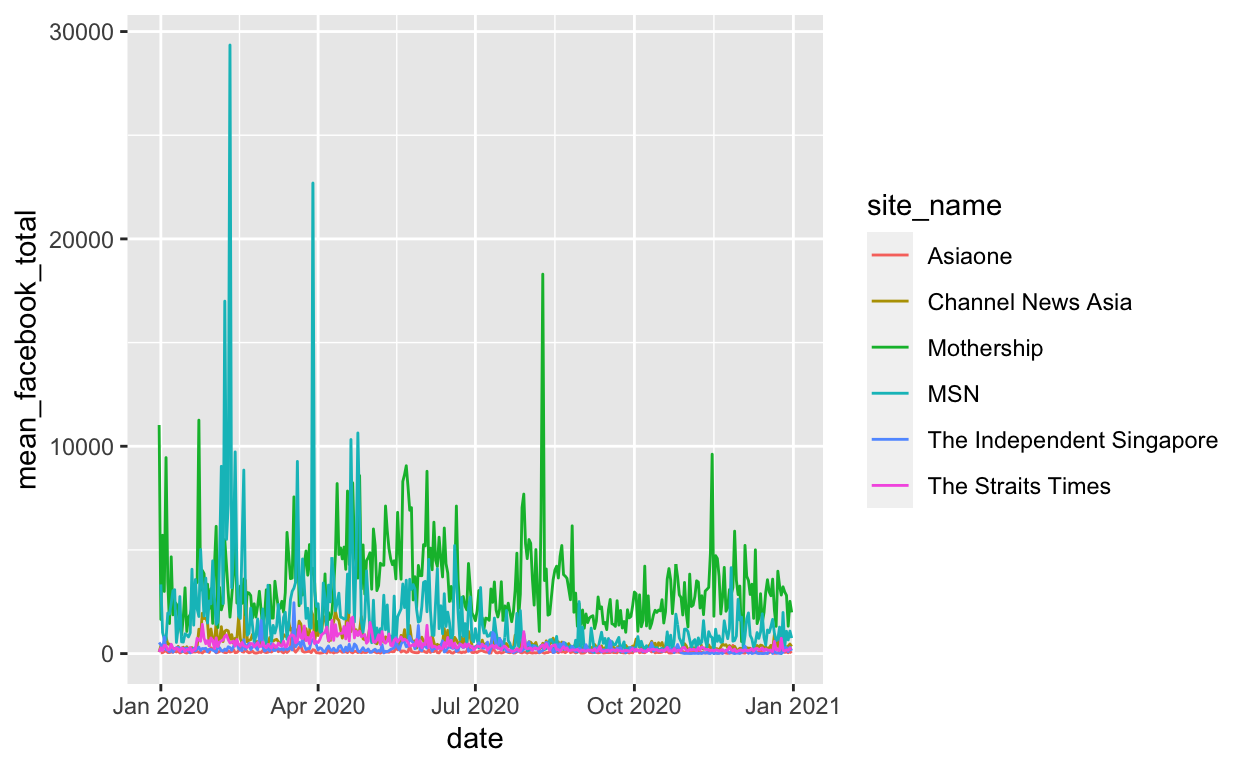 30000
20000
10000
0
mean_facebook_total
Jan 2020
Apr 2020
Jul 2020
Oct 2020
Jan 2021
date
site_name
Asiaone
Channel News Asia
Mothership
MSN
The Independent Singapore
The Straits Times